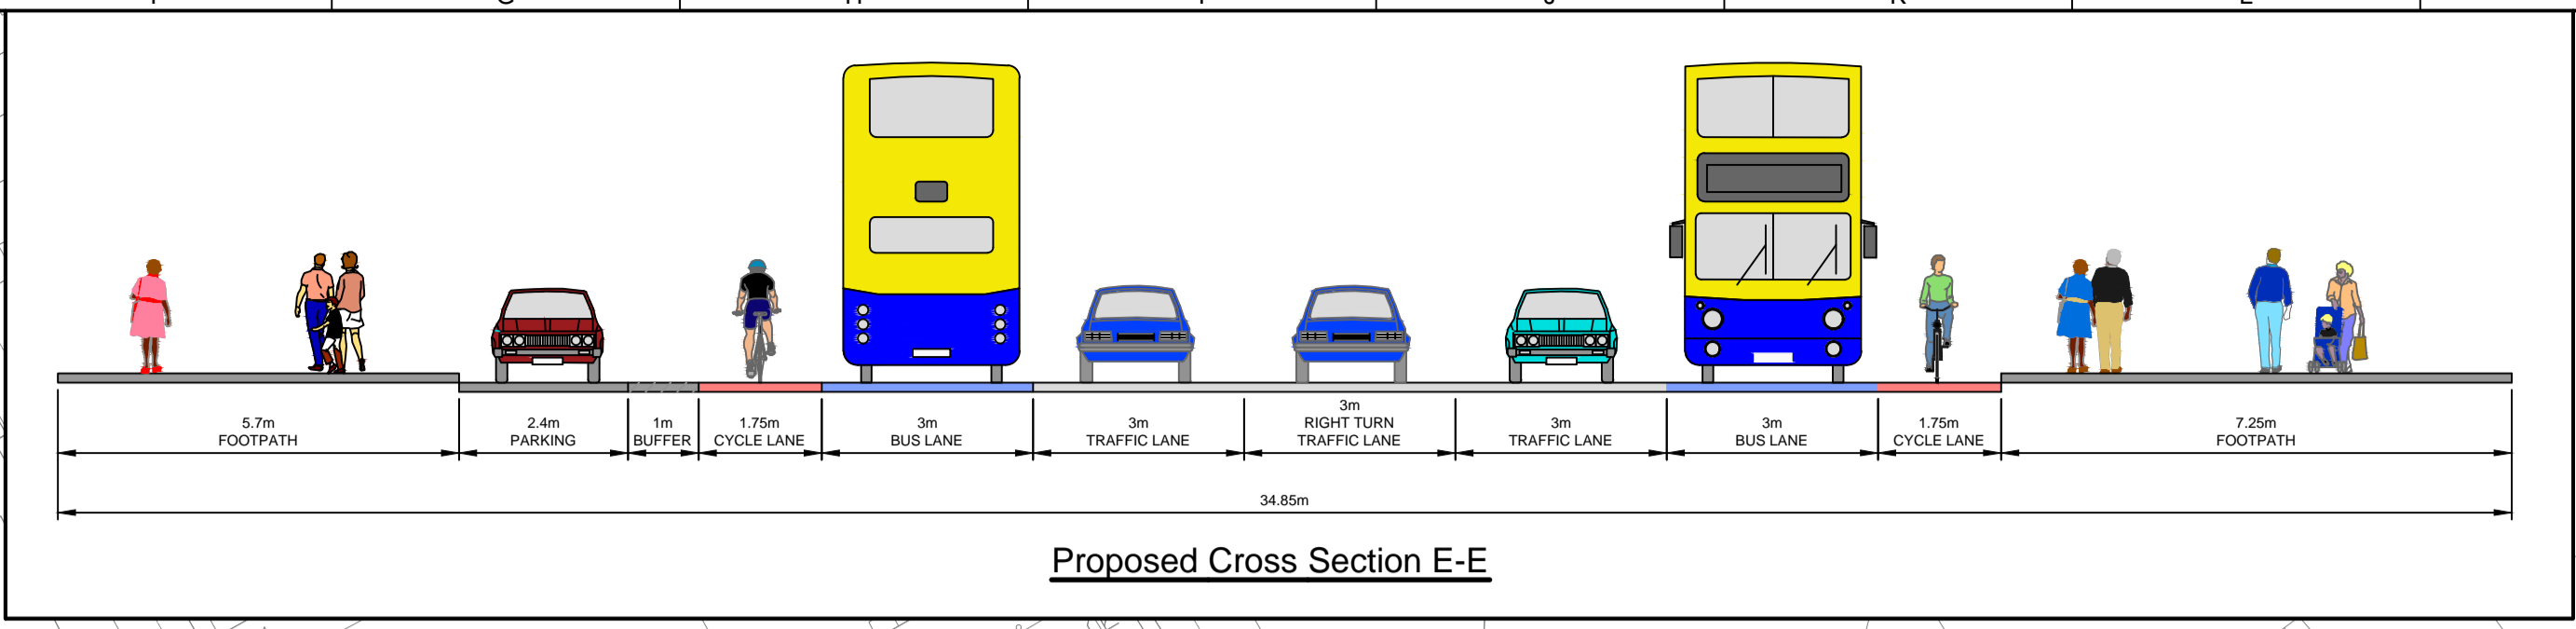 5.7m
FOOTPATH
2.4m
PARKING
1m
BUFFER
1.75m
CYCLE LANE
3m
BUS LANE
3m
TRAFFIC LANE
3m
RIGHT TURN
TRAFFIC LANE
3m
TRAFFIC LANE
3m
BUS LANE
1.75m
CYCLE LANE
7.25m
FOOTPATH
34.85m
Proposed Cross Section E-E